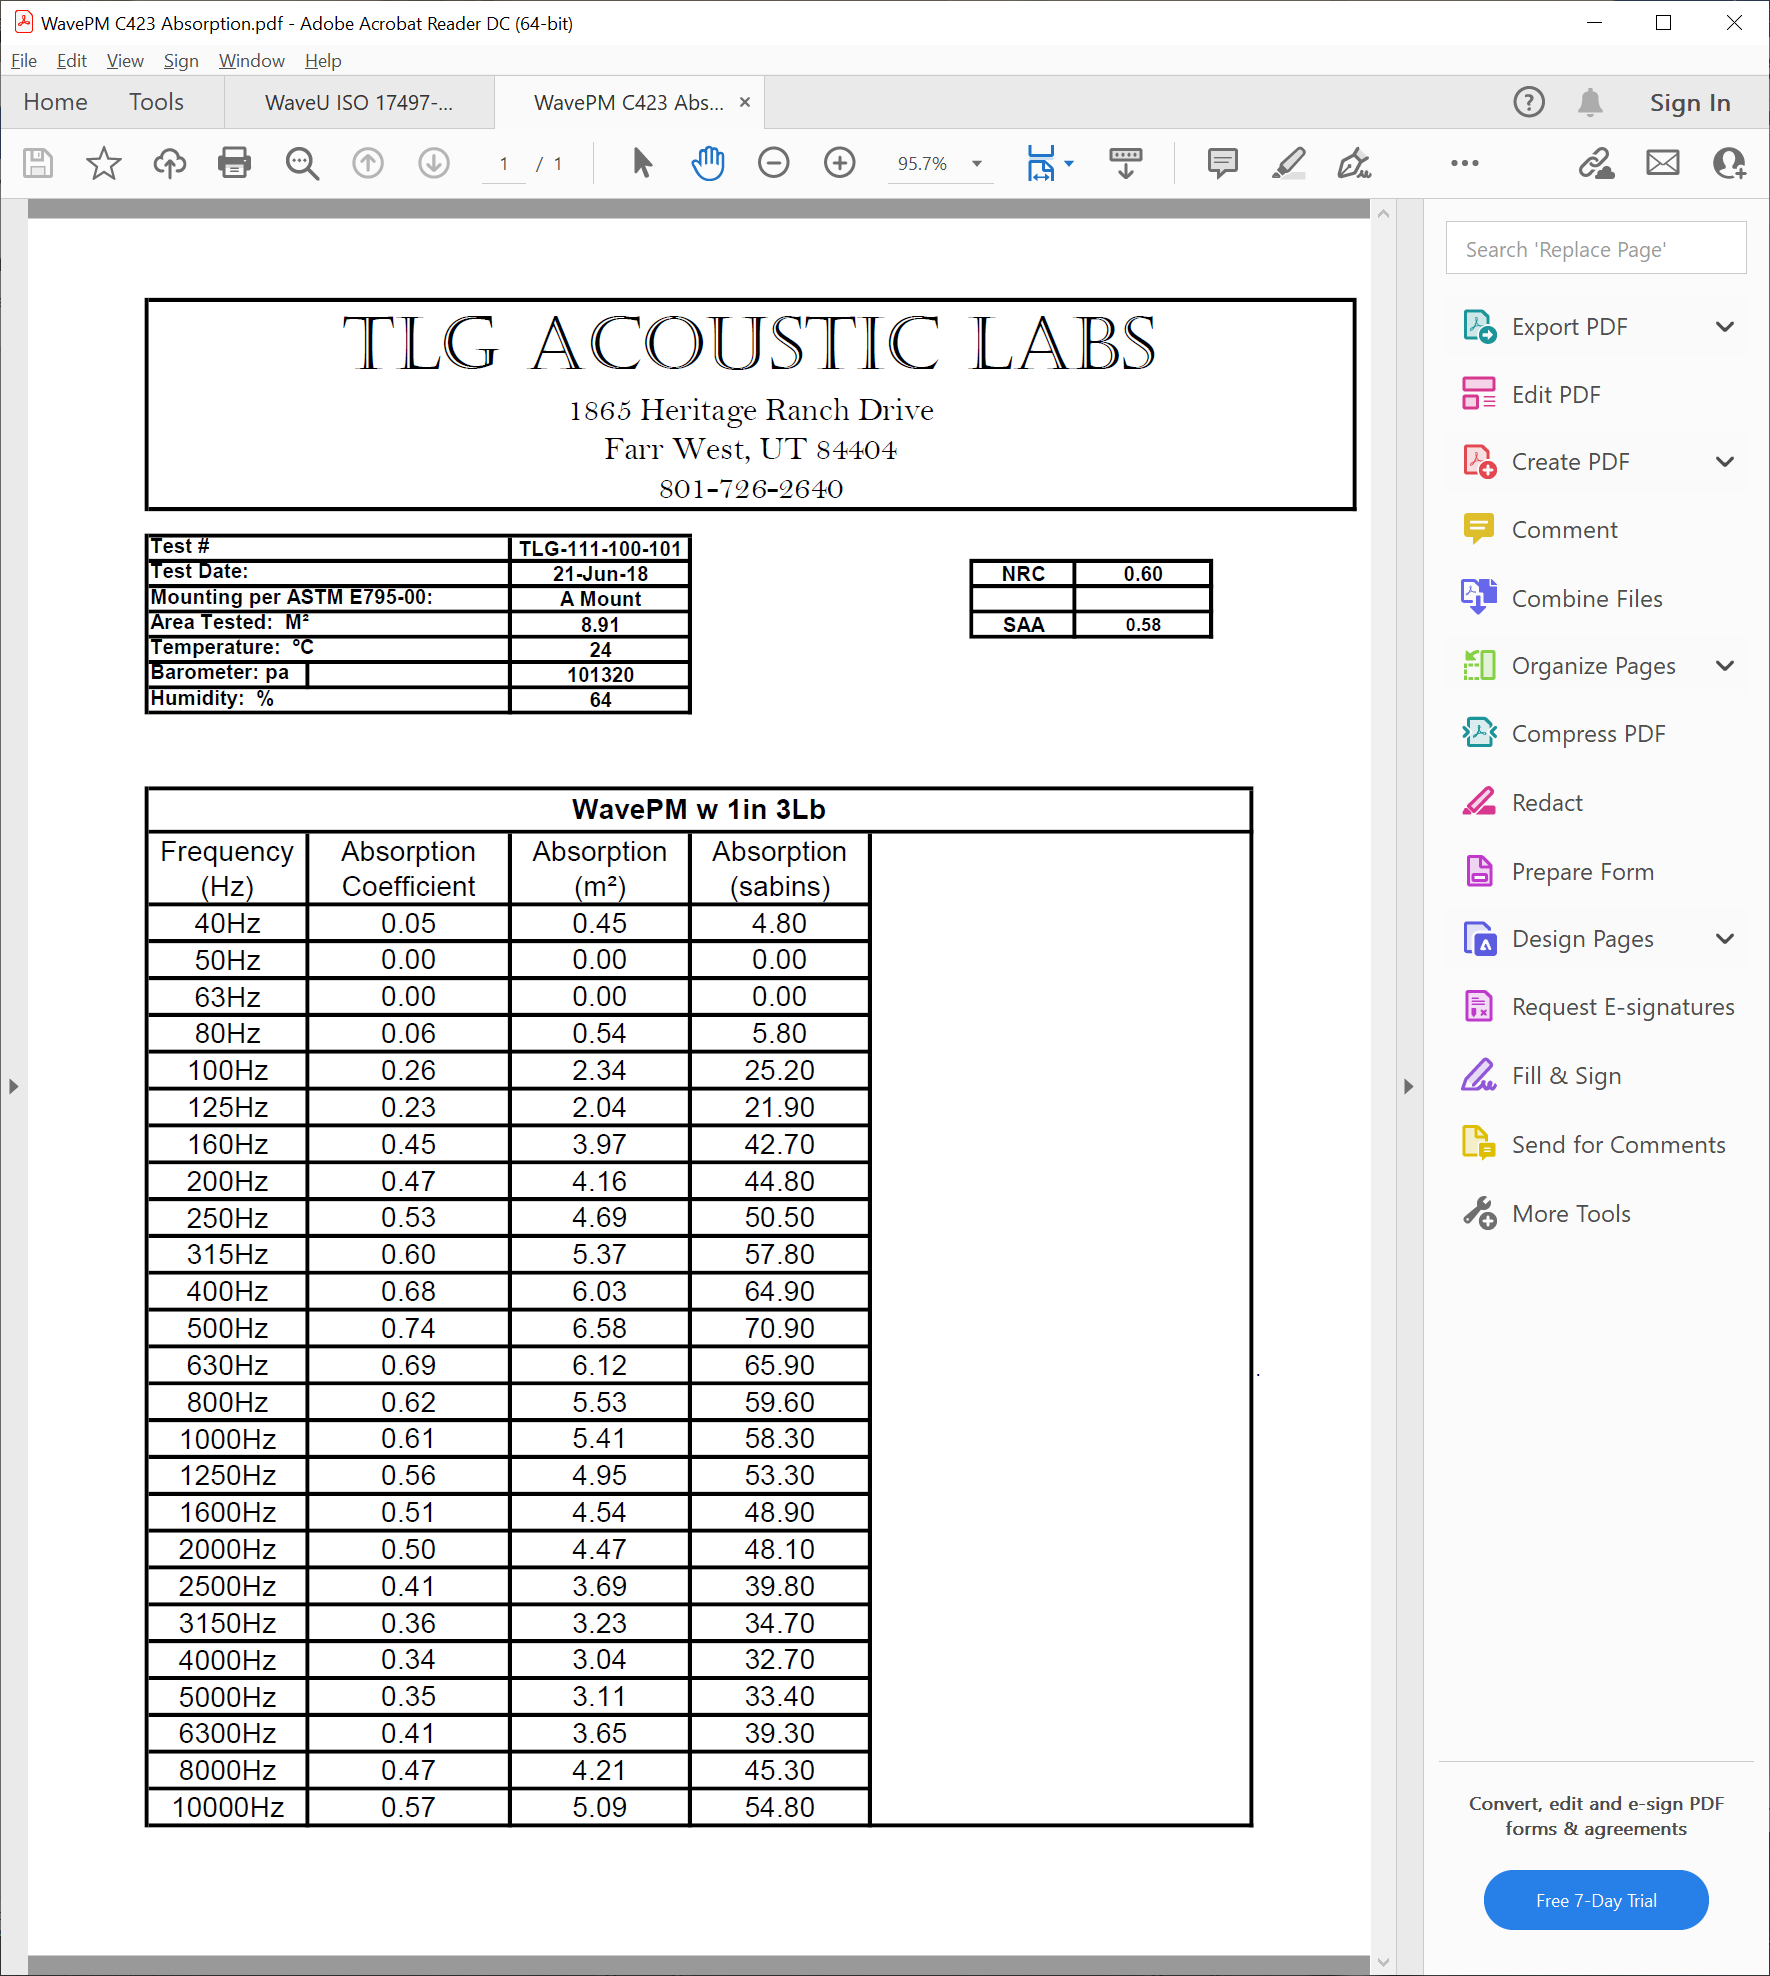 WavePM C423 Absorption.pdf - Adobe Acrobat Reader DC (64-bit)
File Edit View Sign Window Help
Home Tools WaveU ISO 17497-... WavePM C423 Abs... Sign In
1 / 1 95.7%
Search 'Replace Page'
Export PDF
Edit PDF
Create PDF
Comment
Combine Files
Organize Pages
Compress PDF
Redact
Prepare Form
Design Pages
Request E-signatures
Fill & Sign
Send for Comments
More Tools
Convert, edit and e-sign PDF
forms & agreements
Free 7-Day Trial
TLG ACOUSTIC LABS
1865 Heritage Ranch Drive
Farr West, UT 84404
801-726-2640
Test # TLG-111-100-101
Test Date: 21-Jun-18
Mounting per ASTM E795-00: A Mount
Area Tested: M² 8.91
Temperature: °C 24
Barometer: pa 101320
Humidity: % 64
NRC 0.60
SAA 0.58
WavePM w 1in 3Lb
Frequency Absorption Absorption Absorption
(Hz) Coefficient (m²) (sabins)
40Hz 0.05 0.45 4.80
50Hz 0.00 0.00 0.00
63Hz 0.00 0.00 0.00
80Hz 0.06 0.54 5.80
100Hz 0.26 2.34 25.20
125Hz 0.23 2.04 21.90
160Hz 0.45 3.97 42.70
200Hz 0.47 4.16 44.80
250Hz 0.53 4.69 50.50
315Hz 0.60 5.37 57.80
400Hz 0.68 6.03 64.90
500Hz 0.74 6.58 70.90
630Hz 0.69 6.12 65.90
800Hz 0.62 5.53 59.60
1000Hz 0.61 5.41 58.30
1250Hz 0.56 4.95 53.30
1600Hz 0.51 4.54 48.90
2000Hz 0.50 4.47 48.10
2500Hz 0.41 3.69 39.80
3150Hz 0.36 3.23 34.70
4000Hz 0.34 3.04 32.70
5000Hz 0.35 3.11 33.40
6300Hz 0.41 3.65 39.30
8000Hz 0.47 4.21 45.30
10000Hz 0.57 5.09 54.80